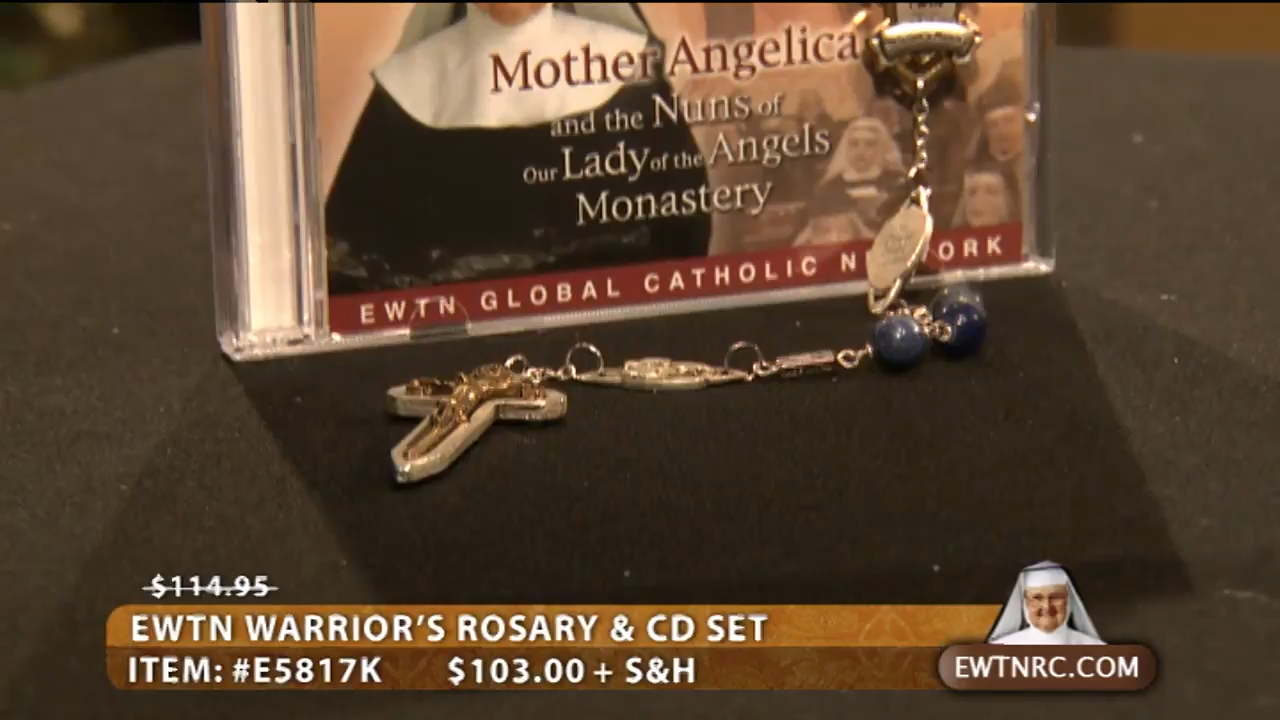 Mother Angelica
and the Nuns of
Our Lady of the Angels
Monastery
EWTN GLOBAL CATHOLIC N ORK
$114.95
EWTN WARRIOR'S ROSARY & CD SET
ITEM: #E5817K $103.00 + S&H
EWTNRC.COM